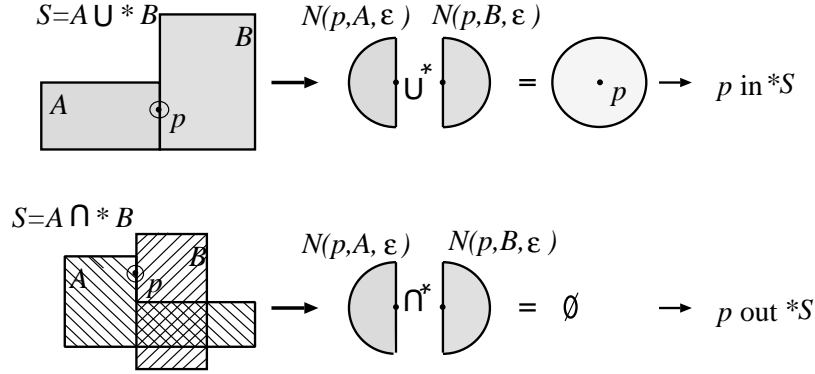 S=A ∪ * B
N(p,A,ε) N(p,B,ε)
B
A
p
∪* = p → p in *S
S=A ∩ * B
N(p,A, ε) N(p,B, ε)
B
A
p
∩* = ∅ → p out *S